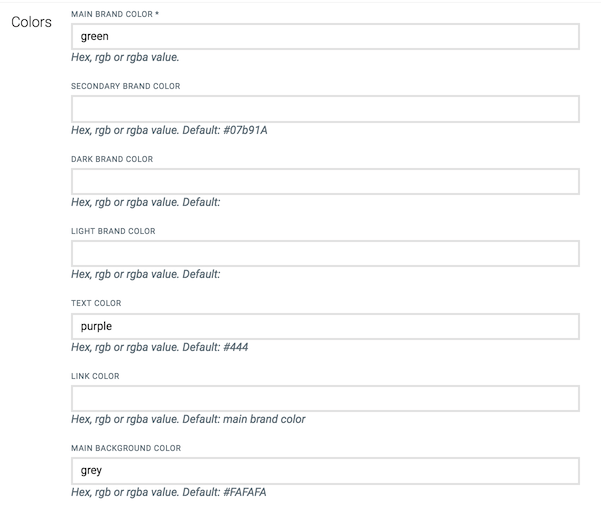 Colors
MAIN BRAND COLOR *
green
Hex, rgb or rgba value.
SECONDARY BRAND COLOR
Hex, rgb or rgba value. Default: #07b91A
DARK BRAND COLOR
Hex, rgb or rgba value. Default:
LIGHT BRAND COLOR
Hex, rgb or rgba value. Default:
TEXT COLOR
purple
Hex, rgb or rgba value. Default: #444
LINK COLOR
Hex, rgb or rgba value. Default: main brand color
MAIN BACKGROUND COLOR
grey
Hex, rgb or rgba value. Default: #FAFAFA